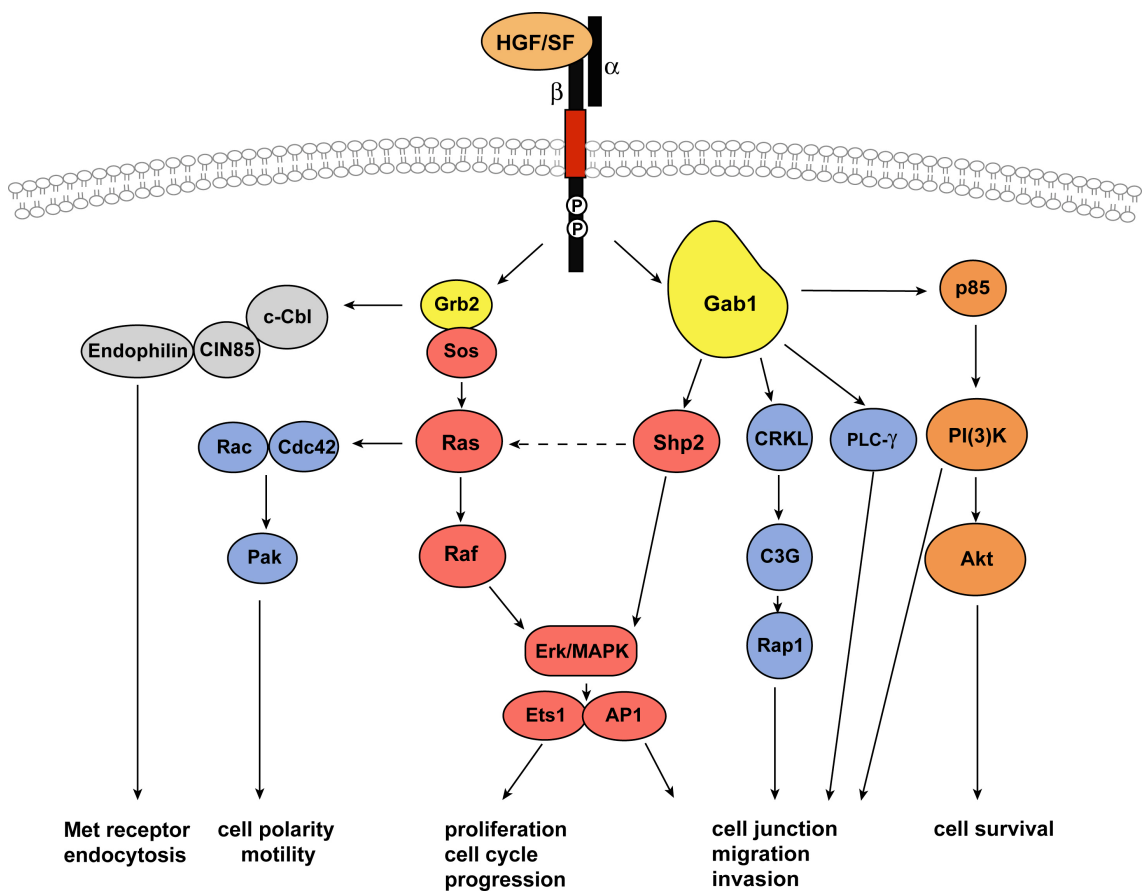 HGF/SF
α
β
P
P
Gab1
p85
Grb2
c-Cbl
Endophilin
CIN85
Sos
Rac
Cdc42
Ras
Shp2
CRKL
PLC-γ
PI(3)K
Pak
Raf
C3G
Akt
Erk/MAPK
Rap1
Ets1
AP1
Met receptor
endocytosis
cell polarity
motility
proliferation
cell cycle
progression
cell junction
migration
invasion
cell survival